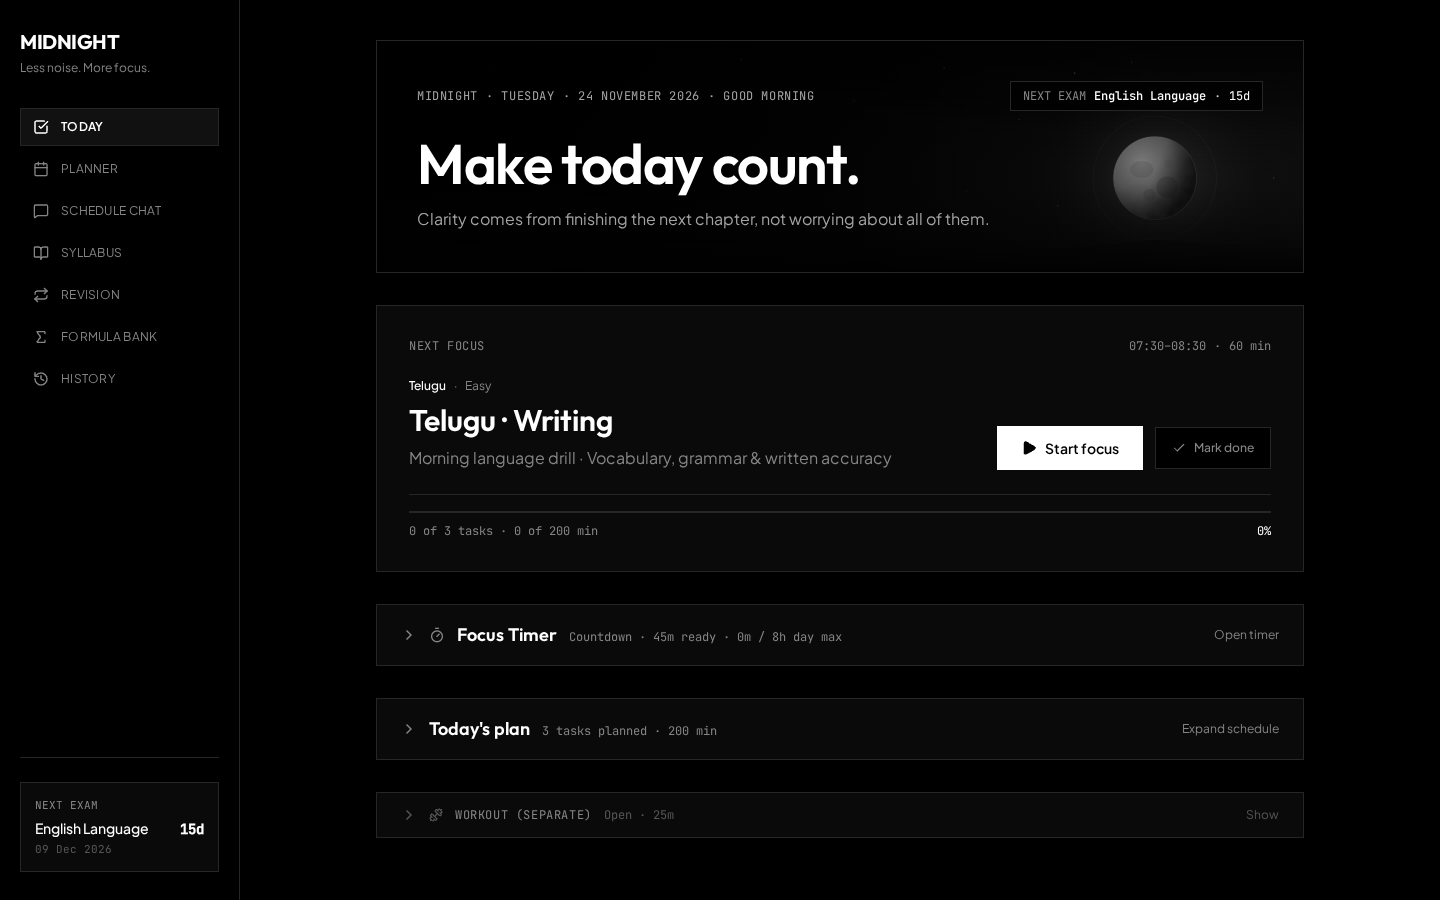 MIDNIGHT
Less noise. More focus.
TODAY
PLANNER
SCHEDULE CHAT
SYLLABUS
REVISION
FORMULA BANK
HISTORY
NEXT EXAM
English Language 15d
09 Dec 2026
MIDNIGHT · TUESDAY · 24 NOVEMBER 2026 · GOOD MORNING
NEXT EXAM English Language · 15d
Make today count.
Clarity comes from finishing the next chapter, not worrying about all of them.
NEXT FOCUS
07:30–08:30 · 60 min
Telugu · Easy
Telugu · Writing
Morning language drill · Vocabulary, grammar & written accuracy
Start focus
Mark done
0 of 3 tasks · 0 of 200 min
0%
Focus Timer Countdown · 45m ready · 0m / 8h day max
Open timer
Today's plan 3 tasks planned · 200 min
Expand schedule
WORKOUT (SEPARATE) Open · 25m
Show